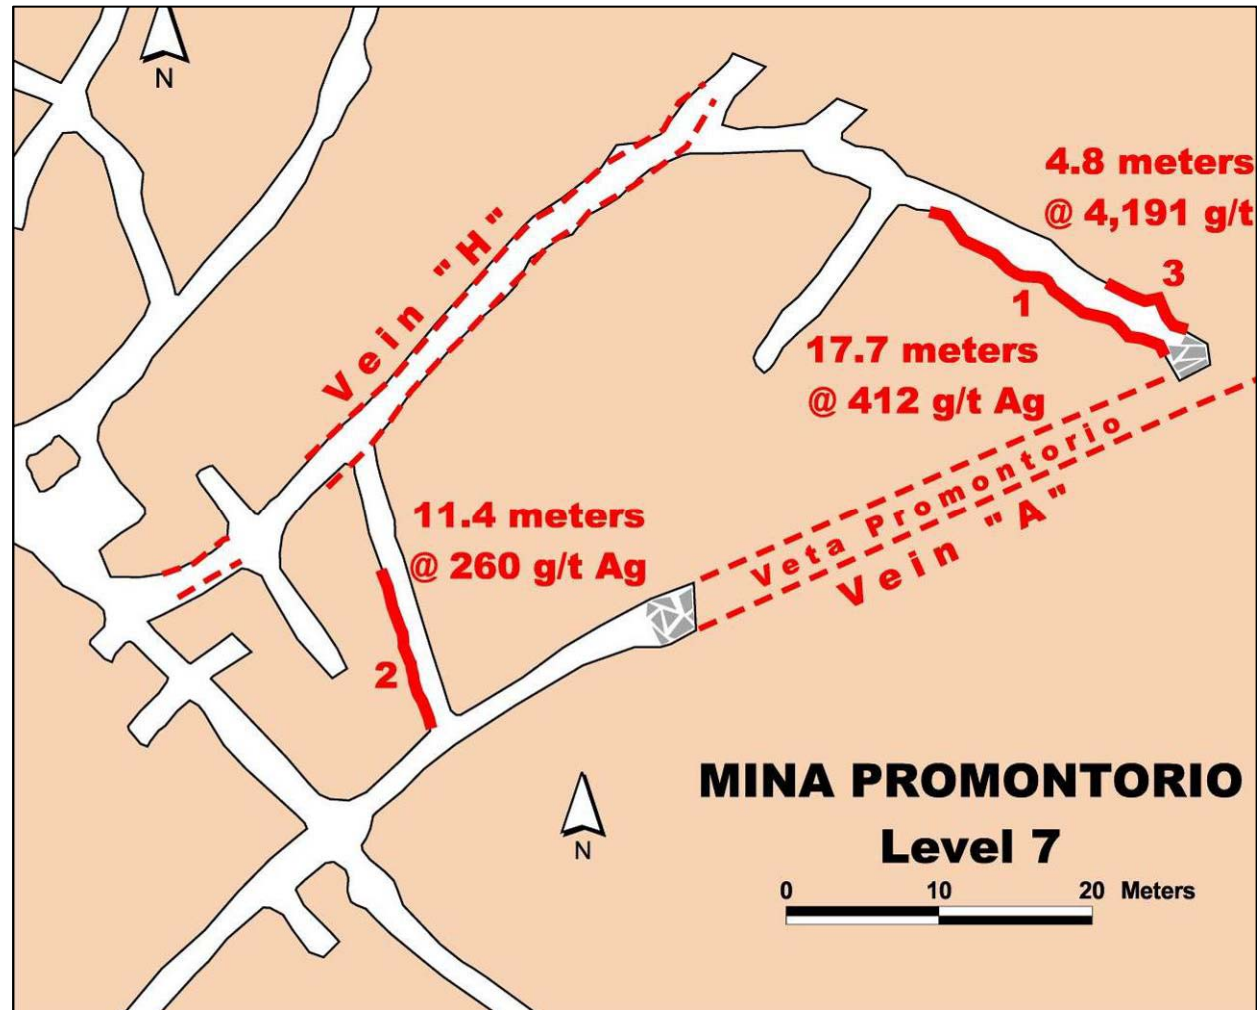 N
4.8 meters
@ 4,191 g/t
Vein "H"
3
1
17.7 meters
@ 412 g/t Ag
Veta Promontorio
Vein "A"
11.4 meters
@ 260 g/t Ag
2
N
MINA PROMONTORIO
Level 7
0 10 20 Meters